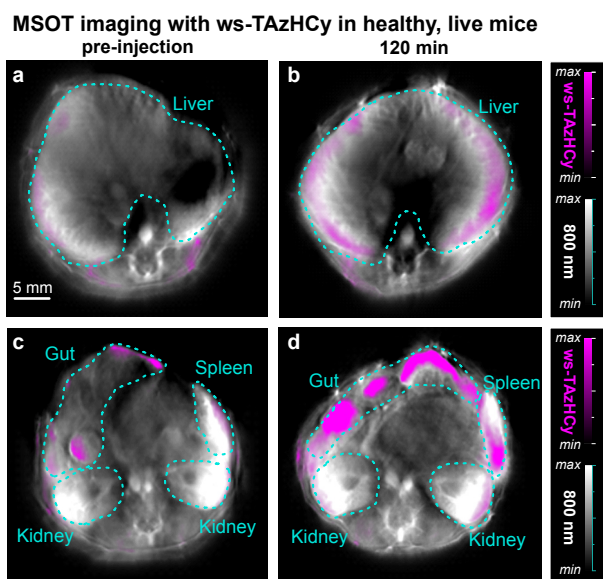 MSOT imaging with ws-TAzHCy in healthy, live mice
pre-injection
120 min
a
Liver
5 mm
b
Liver
max
ws-TAzHCy
min
max
800 nm
min
c
Gut
Spleen
Kidney
Kidney
d
Gut
Spleen
Kidney
Kidney
max
ws-TAzHCy
min
max
800 nm
min